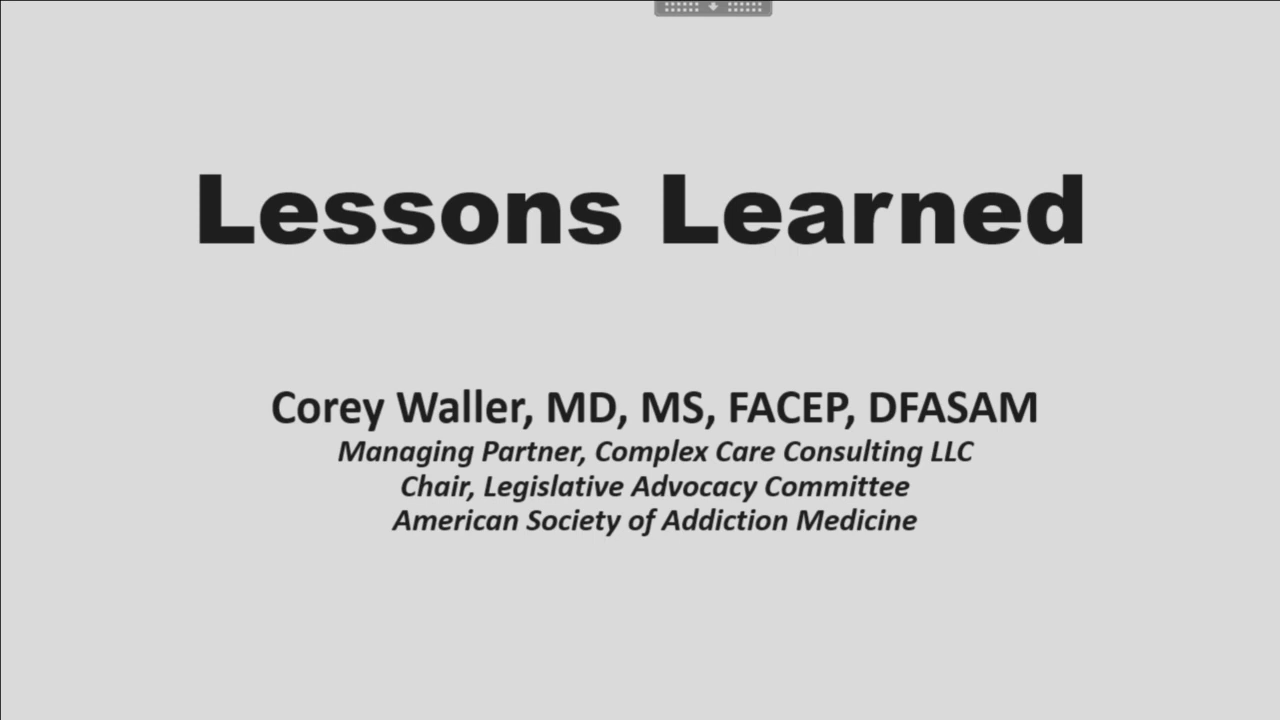 Lessons Learned
Corey Waller, MD, MS, FACEP, DFASAM
Managing Partner, Complex Care Consulting LLC
Chair, Legislative Advocacy Committee
American Society of Addiction Medicine